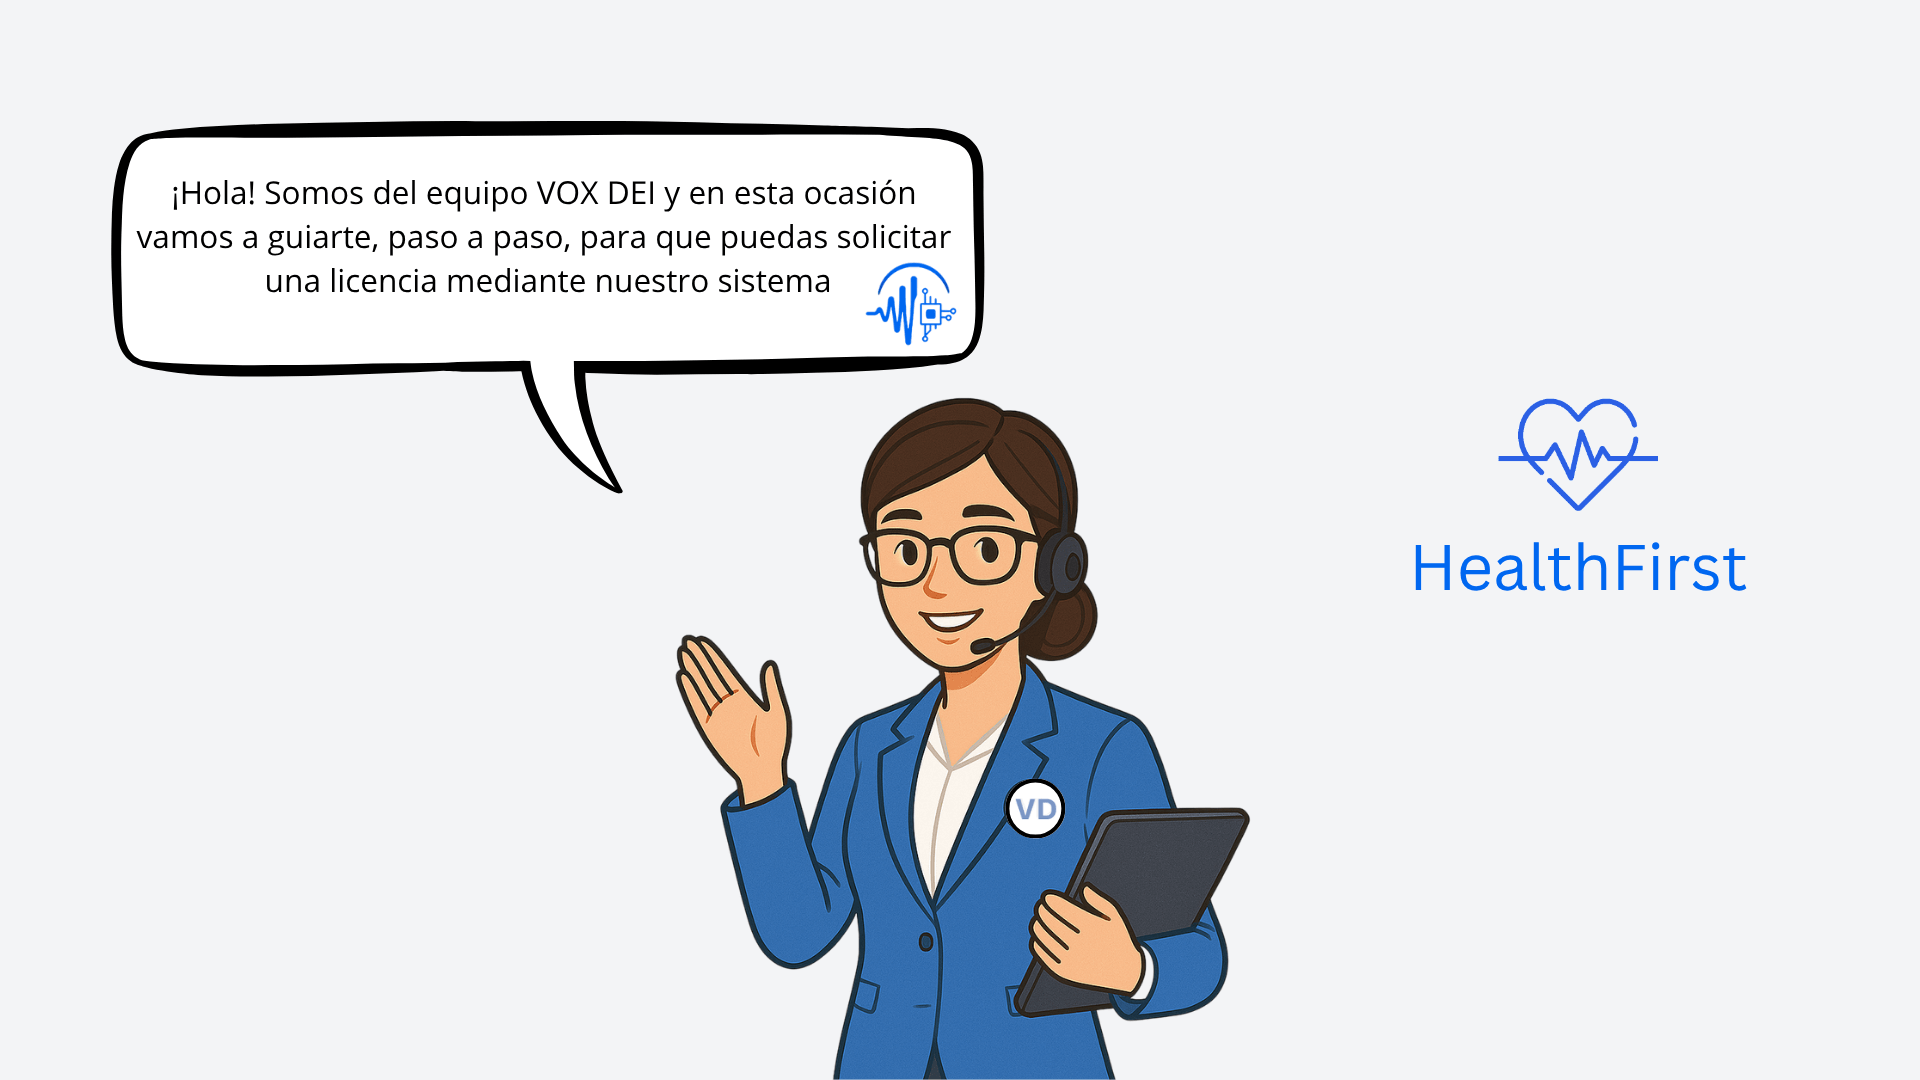 ¡Hola! Somos del equipo VOX DEI y en esta ocasión
vamos a guiarte, paso a paso, para que puedas solicitar
una licencia mediante nuestro sistema
HealthFirst
VD